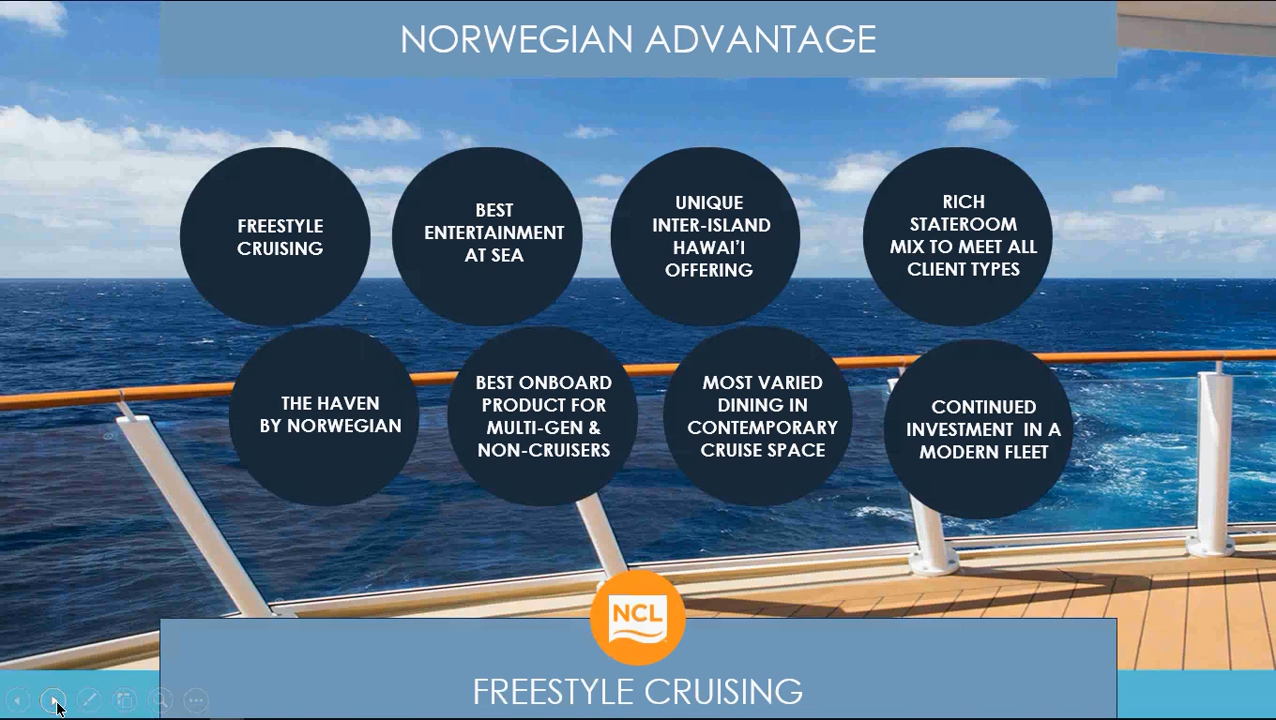 NORWEGIAN ADVANTAGE
FREESTYLE
CRUISING
BEST
ENTERTAINMENT
AT SEA
UNIQUE
INTER-ISLAND
HAWAI'I
OFFERING
RICH
STATEROOM
MIX TO MEET ALL
CLIENT TYPES
THE HAVEN
BY NORWEGIAN
BEST ONBOARD
PRODUCT FOR
MULTI-GEN &
NON-CRUISERS
MOST VARIED
DINING IN
CONTEMPORARY
CRUISE SPACE
CONTINUED
INVESTMENT IN A
MODERN FLEET
NCL
FREESTYLE CRUISING